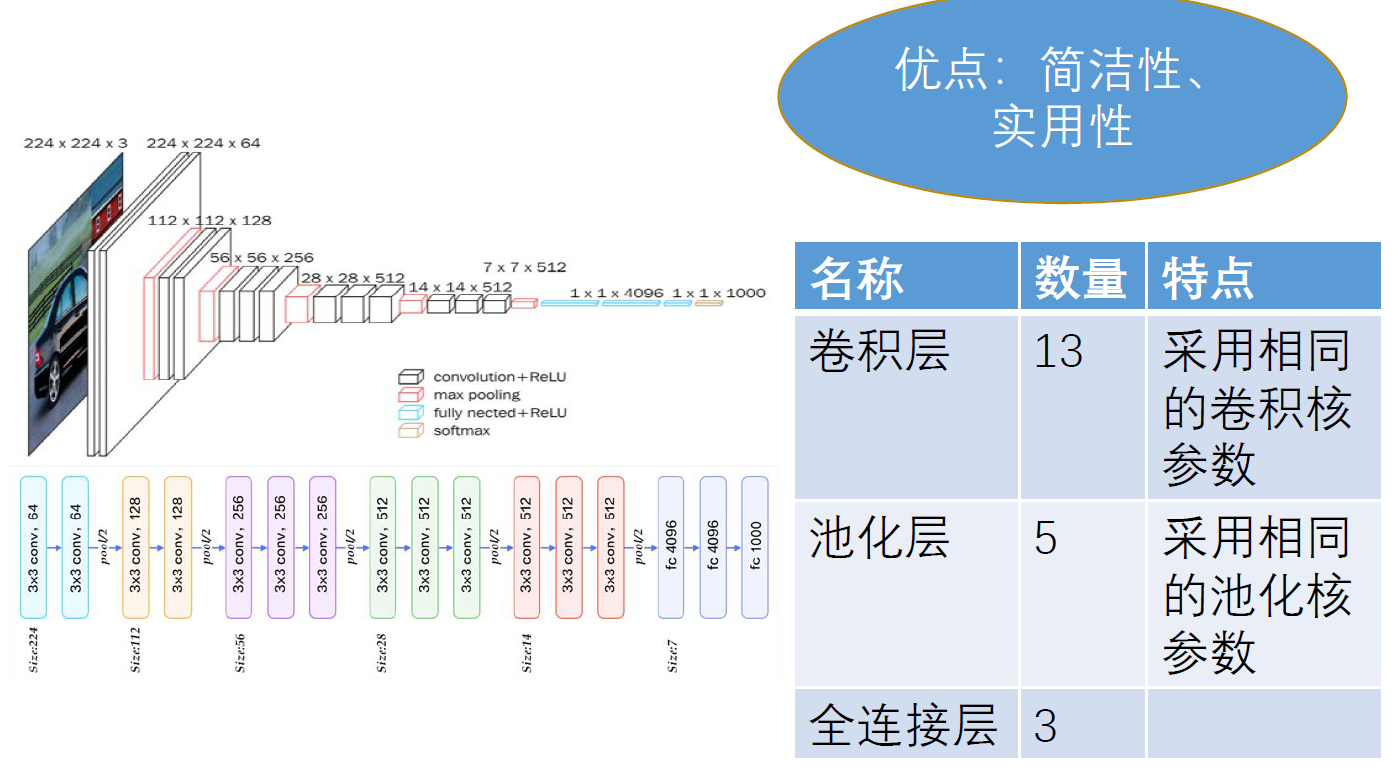 优点：简洁性、
实用性
224 x 224 x 3
224 x 224 x 64
112 x 112 x 128
56 x 56 x 256
28 x 28 x 512
14 x 14 x 512
7 x 7 x 512
1 x 1 x 4096
1 x 1 x 1000
convolution+ReLU
max pooling
fully nected+ReLU
softmax
3x3 conv, 64
3x3 conv, 64
pool/2
3x3 conv, 128
3x3 conv, 128
pool/2
3x3 conv, 256
3x3 conv, 256
3x3 conv, 256
pool/2
3x3 conv, 512
3x3 conv, 512
3x3 conv, 512
pool/2
3x3 conv, 512
3x3 conv, 512
3x3 conv, 512
pool/2
fc 4096
fc 4096
fc 1000
Size:224
Size:112
Size:56
Size:28
Size:14
Size:7
名称 数量 特点
卷积层 13 采用相同
的卷积核
参数
池化层 5 采用相同
的池化核
参数
全连接层 3